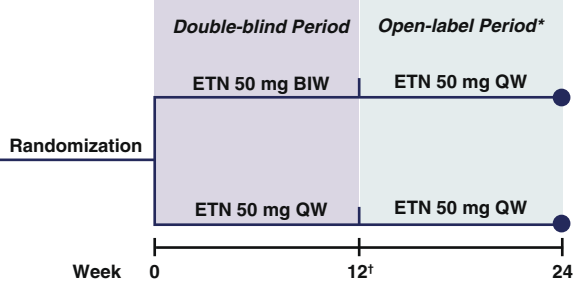 Double-blind Period Open-label Period*
ETN 50 mg BIW ETN 50 mg QW
Randomization
ETN 50 mg QW ETN 50 mg QW
Week 0 12† 24